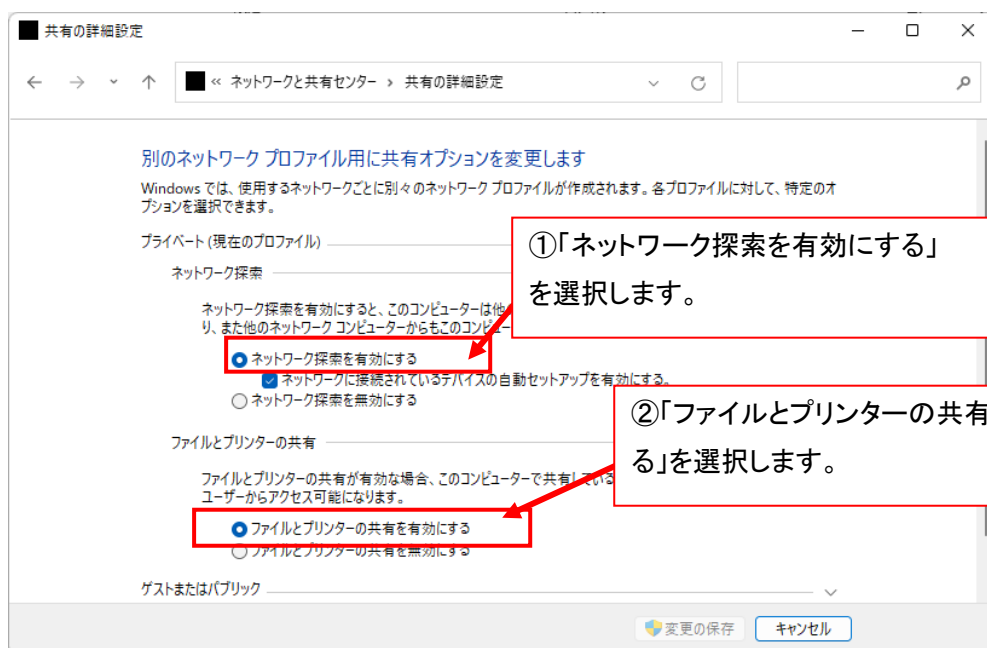 共有の詳細設定
« ネットワークと共有センター › 共有の詳細設定
別のネットワーク プロファイル用に共有オプションを変更します
Windows では、使用するネットワークごとに別々のネットワーク プロファイルが作成されます。各プロファイルに対して、特定のオ
プションを選択できます。
プライベート (現在のプロファイル)
①「ネットワーク探索を有効にする」
を選択します。
ネットワーク探索
ネットワーク探索を有効にすると、このコンピューターは他
り、また他のネットワーク コンピューターからもこのコンピュー
ネットワーク探索を有効にする
ネットワークに接続されているデバイスの自動セットアップを有効にする。
ネットワーク探索を無効にする
②「ファイルとプリンターの共有
る」を選択します。
ファイルとプリンターの共有
ファイルとプリンターの共有が有効な場合、このコンピューターで共有している
ユーザーからアクセス可能になります。
ファイルとプリンターの共有を有効にする
ファイルとプリンターの共有を無効にする
ゲストまたはパブリック
変更の保存 キャンセル